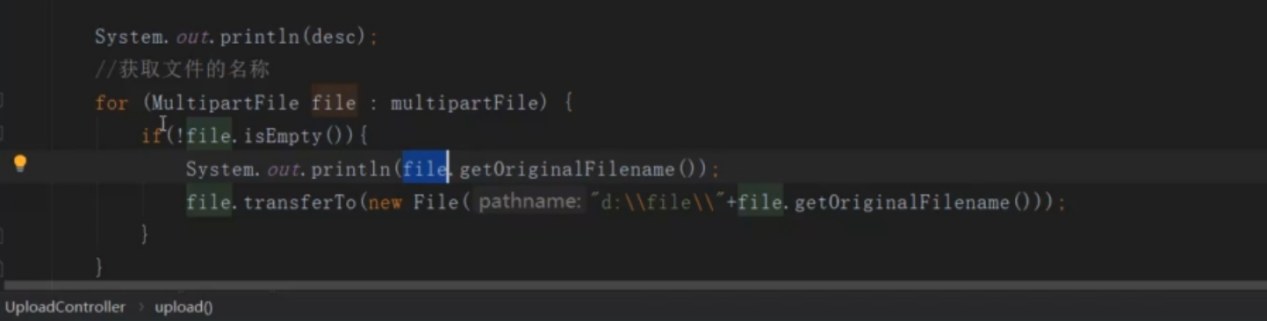 System.out.println(desc);
//获取文件的名称
for (MultipartFile file : multipartFile) {
if(!file.isEmpty()){
System.out.println(file.getOriginalFilename());
file.transferTo(new File( pathname: "d:\\file\\"+file.getOriginalFilename()));
}
}
UploadController › upload()